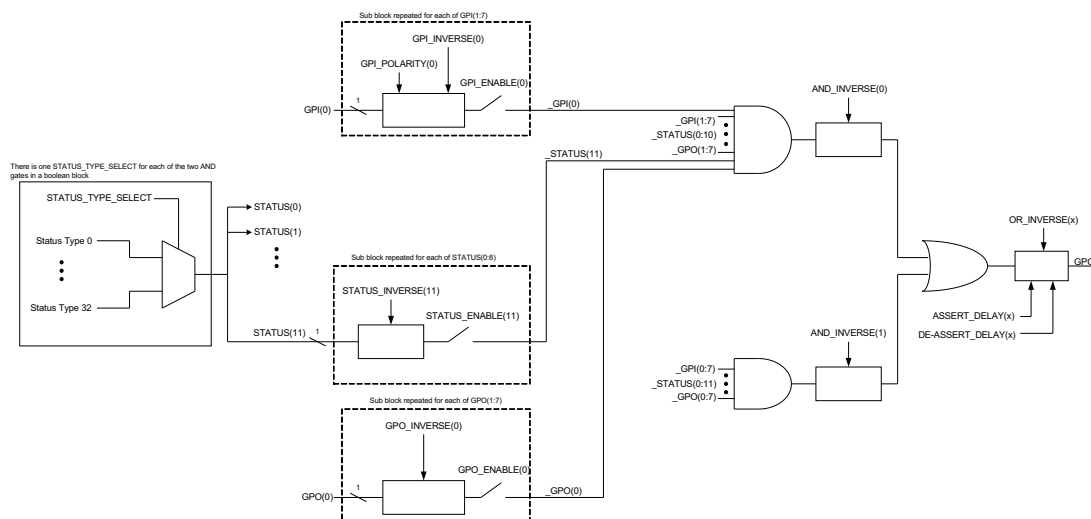 Sub block repeated for each of GPI(1:7)
GPI_INVERSE(0)
GPI_POLARITY(0)
GPI_ENABLE(0)
GPI(0)
1
_GPI(0)
AND_INVERSE(0)
_GPI(1:7)
_STATUS(0:10)
_GPO(1:7)
_STATUS(11)
There is one STATUS_TYPE_SELECT for each of the two AND
gates in a boolean block
STATUS_TYPE_SELECT
STATUS(0)
STATUS(1)
Status Type 0
Status Type 32
OR_INVERSE(x)
GPO
ASSERT_DELAY(x)
DE-ASSERT_DELAY(x)
Sub block repeated for each of STATUS(0:8)
STATUS_INVERSE(11)
STATUS_ENABLE(11)
STATUS(11)
1
AND_INVERSE(1)
_GPI(0:7)
_STATUS(0:11)
_GPO(0:7)
Sub block repeated for each of GPO(1:7)
GPO_INVERSE(0)
GPO_ENABLE(0)
GPO(0)
1
_GPO(0)